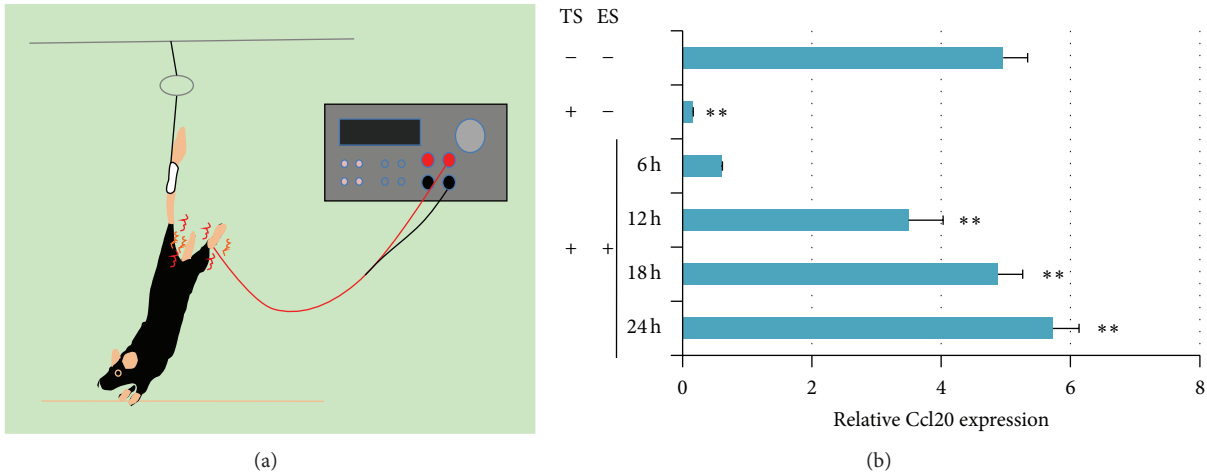 TS ES
− −
+ − **
6 h
12 h **
+ +
18 h **
24 h **
0 2 4 6 8
Relative Ccl20 expression
(a) (b)